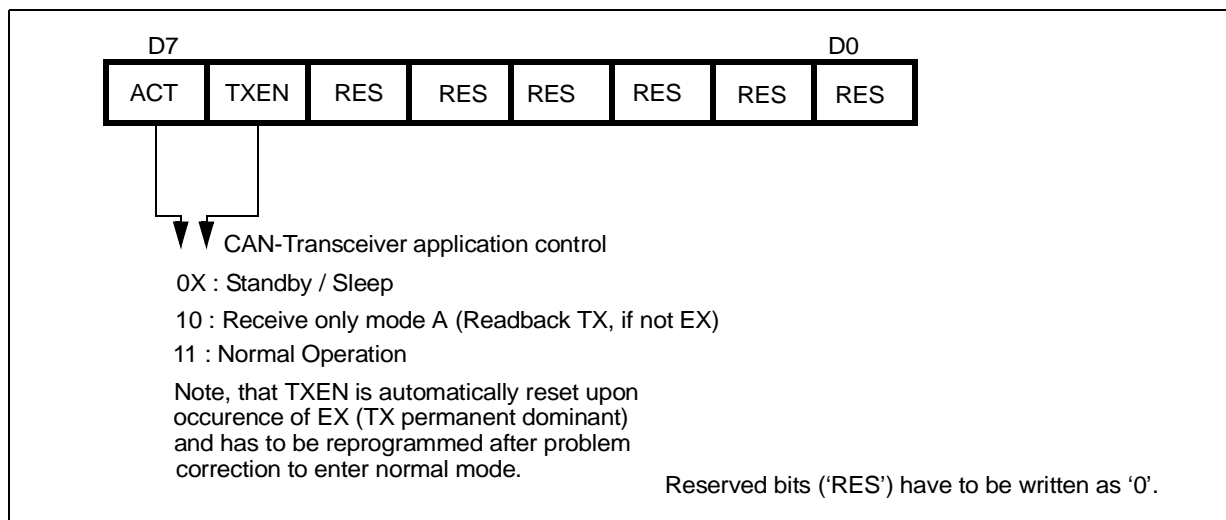 D7 D0
ACT TXEN RES RES RES RES RES RES
CAN-Transceiver application control
0X : Standby / Sleep
10 : Receive only mode A (Readback TX, if not EX)
11 : Normal Operation
Note, that TXEN is automatically reset upon
occurence of EX (TX permanent dominant)
and has to be reprogrammed after problem
correction to enter normal mode.
Reserved bits (‘RES’) have to be written as ‘0’.